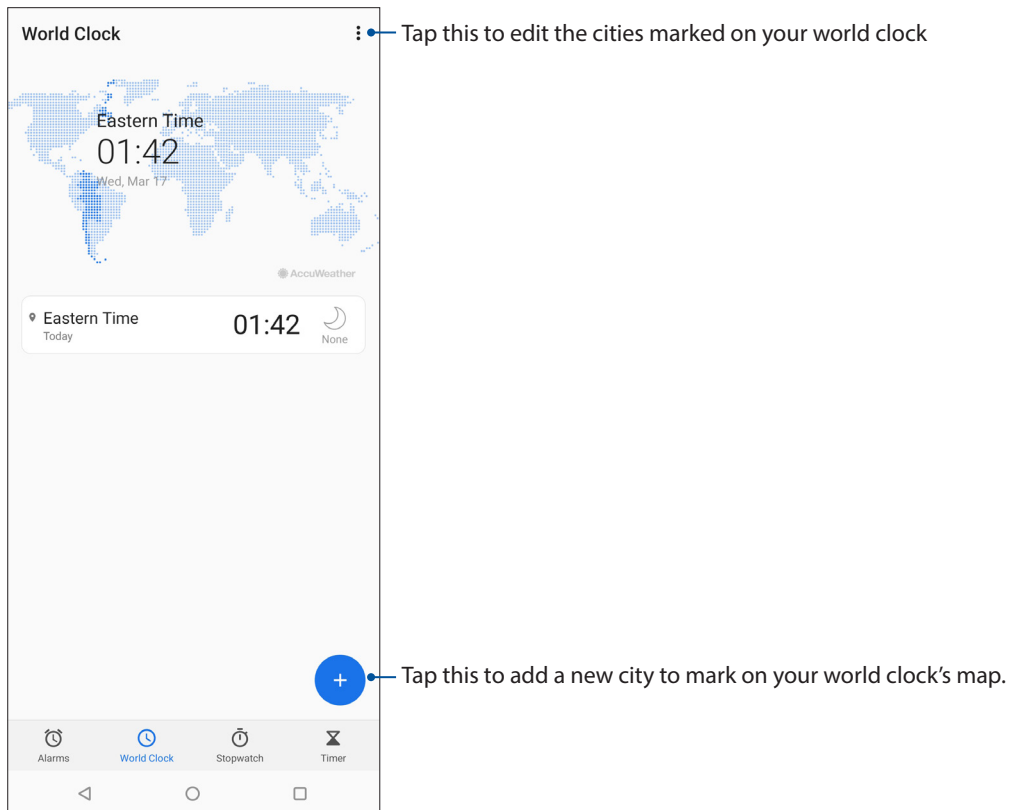 World Clock
Tap this to edit the cities marked on your world clock
Eastern Time
01:42
Wed, Mar 17
AccuWeather
Eastern Time
Today
01:42
None
Tap this to add a new city to mark on your world clock’s map.
Alarms
World Clock
Stopwatch
Timer